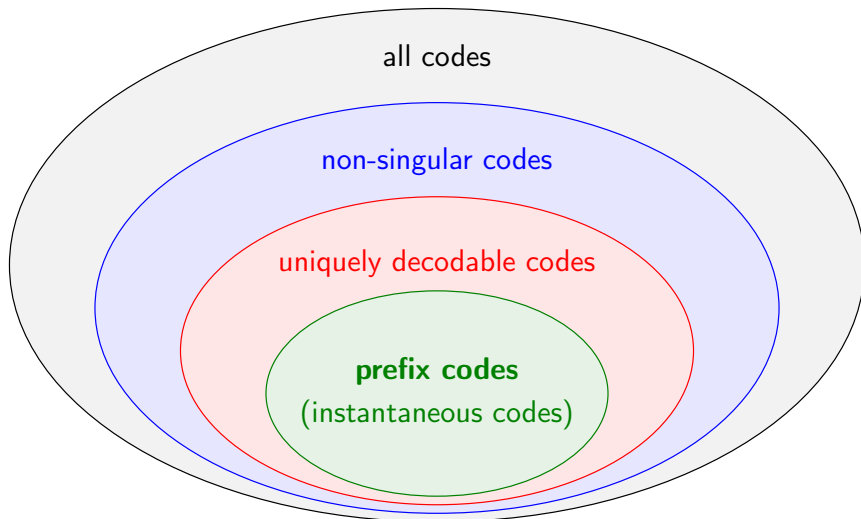 all codes
non-singular codes
uniquely decodable codes
prefix codes
(instantaneous codes)